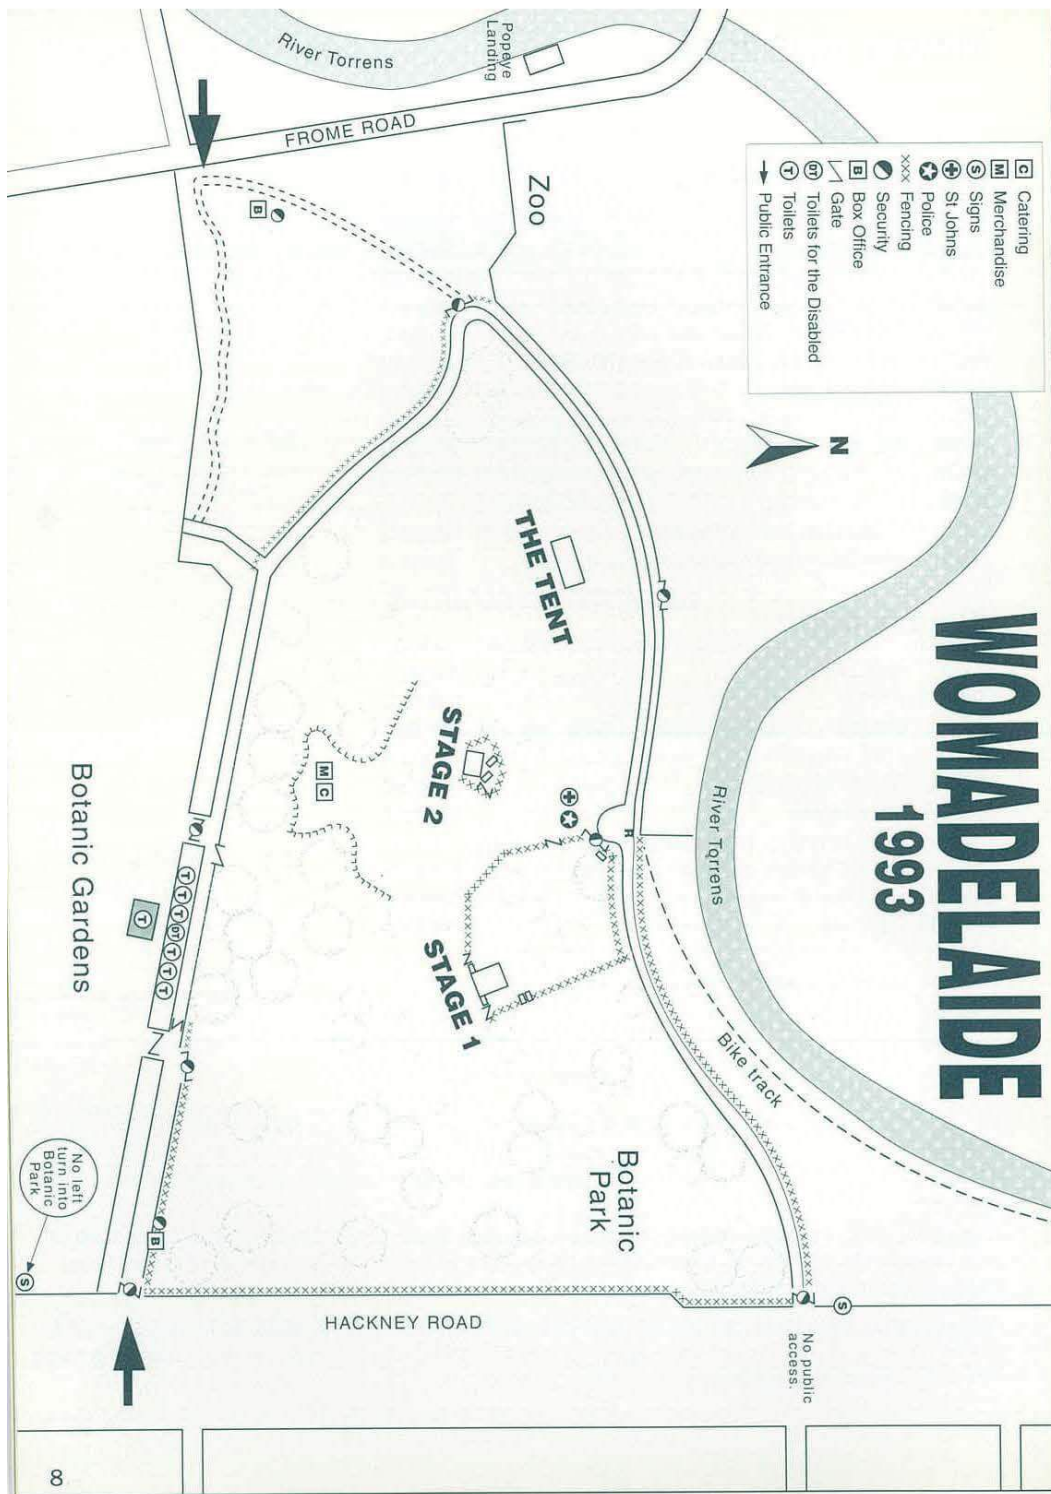 WOMADELAIDE
1993
C Catering
M Merchandise
S Signs
St Johns
Police
xxx Fencing
Security
B Box Office
Gate
DT Toilets for the Disabled
T Toilets
Public Entrance
N
River Torrens
Popeye
Landing
FROME ROAD
Zoo
B
THE TENT
STAGE 2
M C
STAGE 1
River Torrens
Bike track
Botanic
Park
Botanic Gardens
T T T DT T T T
T
B
No left
turn into
Botanic
Park
S
S
HACKNEY ROAD
No public
access.
8